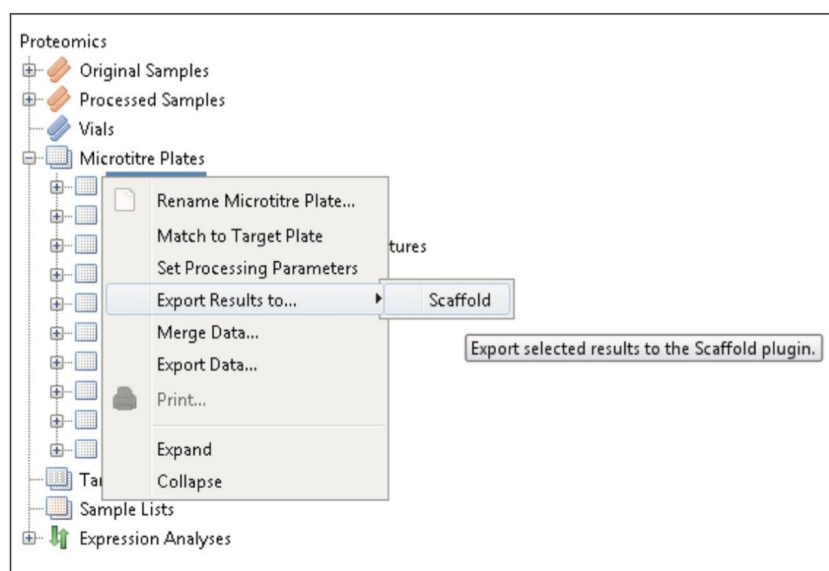 Proteomics
Original Samples
Processed Samples
Vials
Microtitre Plates
Rename Microtitre Plate...
Match to Target Plate
tures
Set Processing Parameters
Export Results to...
Scaffold
Merge Data...
Export selected results to the Scaffold plugin.
Export Data...
Print...
Expand
Collapse
Ta
Sample Lists
Expression Analyses